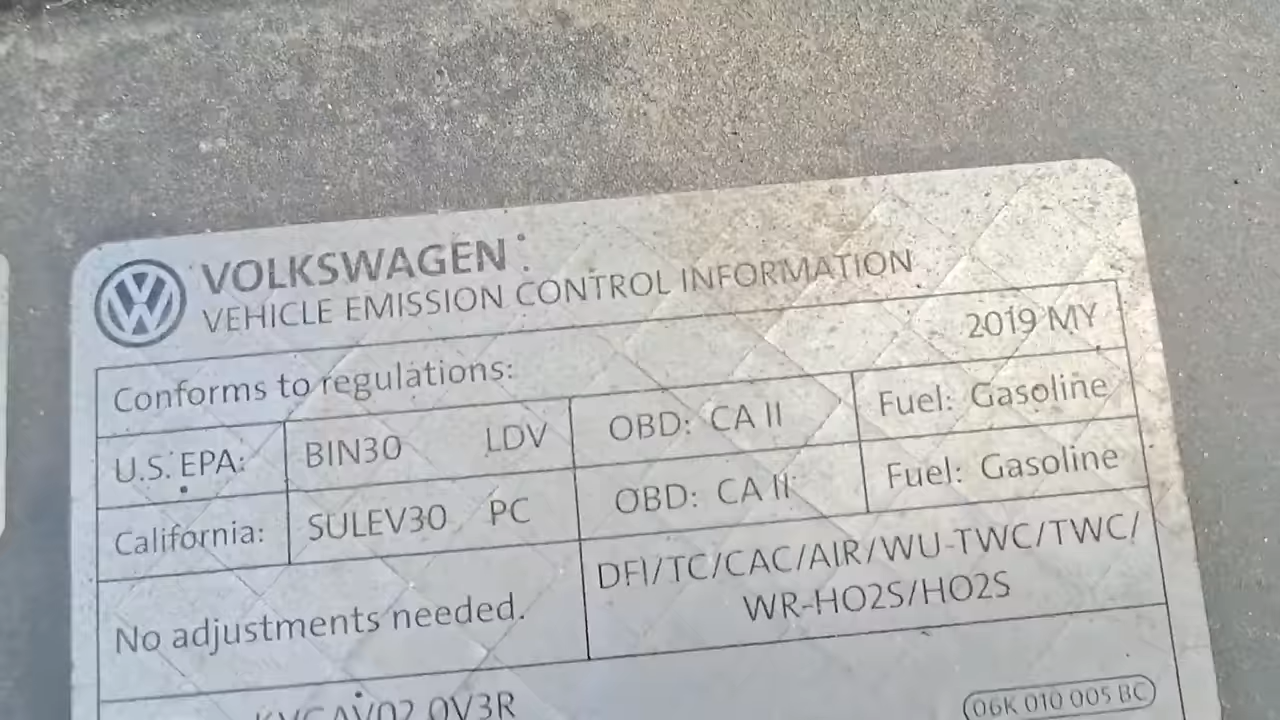 VOLKSWAGEN
VEHICLE EMISSION CONTROL INFORMATION
Conforms to regulations: 2019 MY
U.S. EPA: BIN30 LDV OBD: CA II Fuel: Gasoline
California: SULEV30 PC OBD: CA II Fuel: Gasoline
No adjustments needed. DFI/TC/CAC/AIR/WU-TWC/TWC/
WR-HO2S/HO2S
06K 010 005 BC